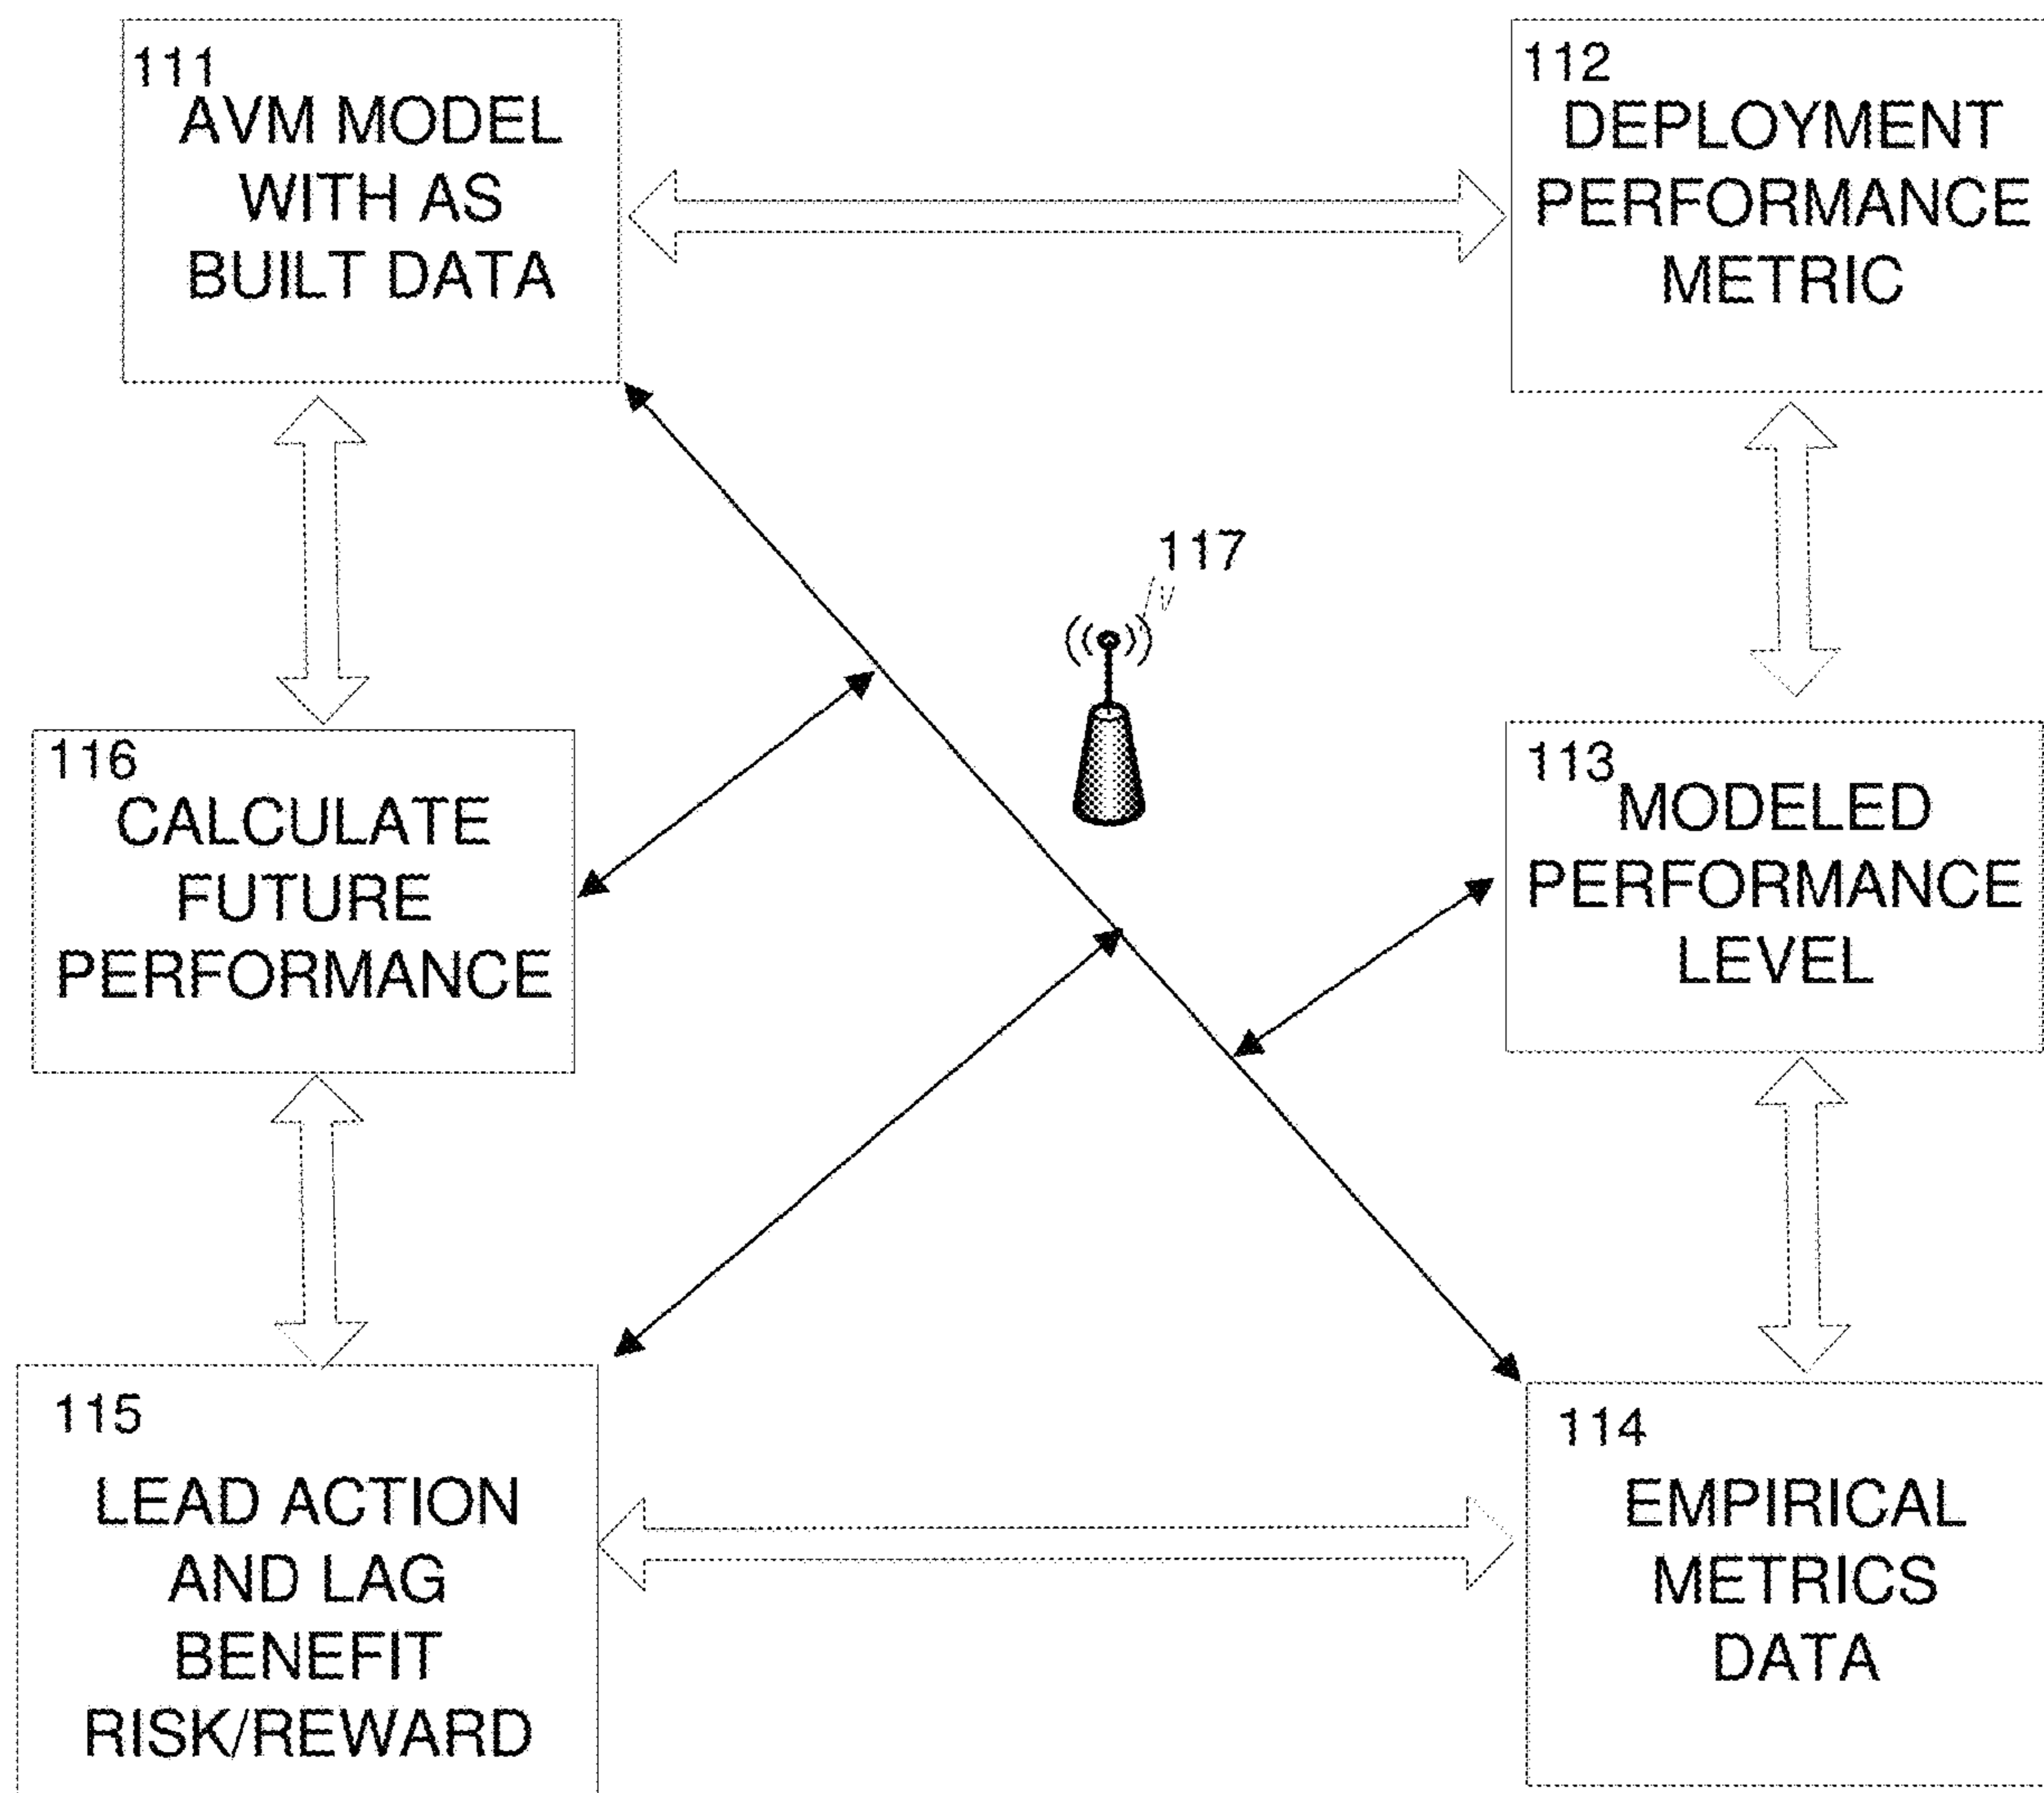 111
AVM MODEL
WITH AS
BUILT DATA
112
DEPLOYMENT
PERFORMANCE
METRIC
117
116
CALCULATE
FUTURE
PERFORMANCE
113
MODELED
PERFORMANCE
LEVEL
115
LEAD ACTION
AND LAG
BENEFIT
RISK/REWARD
114
EMPIRICAL
METRICS
DATA